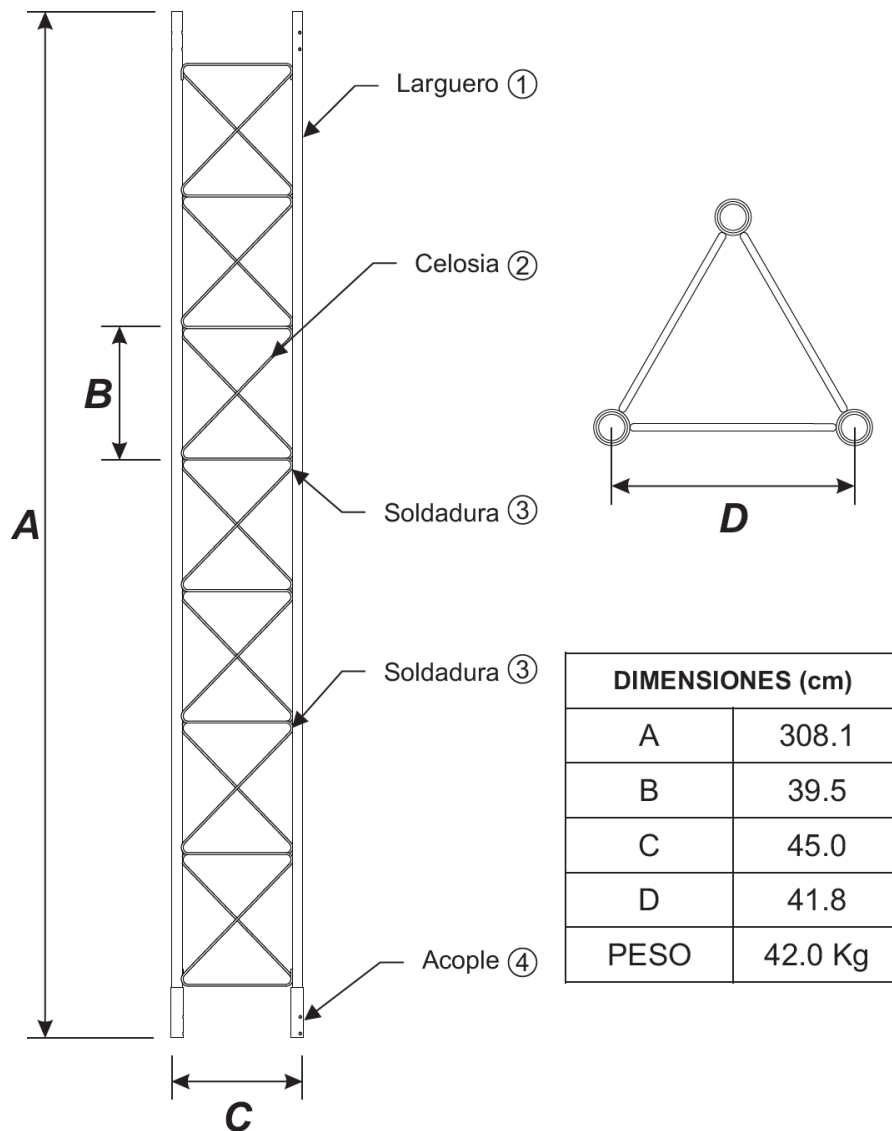 Larguero ①
Celosia ②
B
Soldadura ③
A
D
Soldadura ③
DIMENSIONES (cm)
A 308.1
B 39.5
C 45.0
D 41.8
PESO 42.0 Kg
Acople ④
C